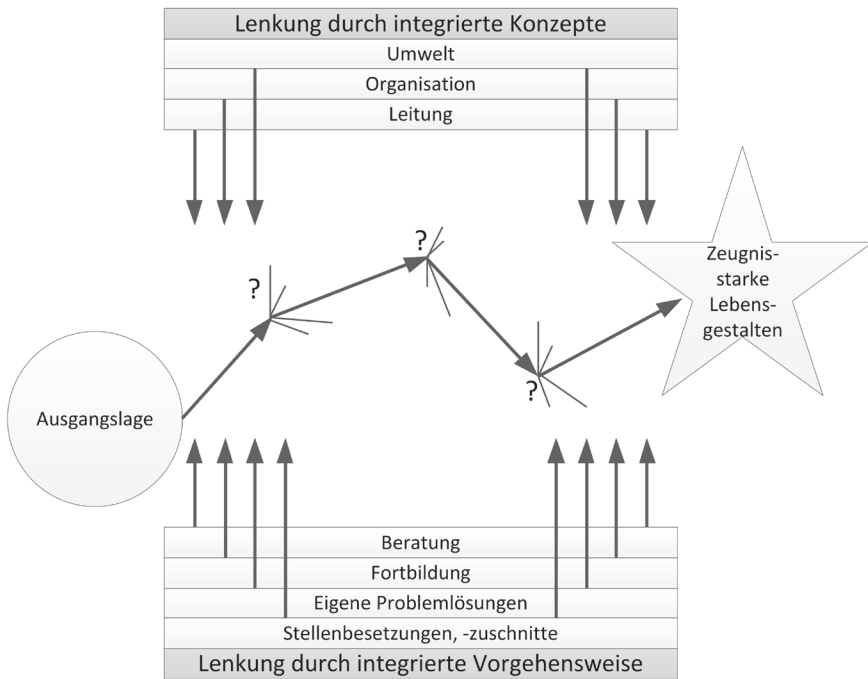 Lenkung durch integrierte Konzepte
Umwelt
Organisation
Leitung
?
?
?
Zeugnis-
starke
Lebens-
gestalten
Ausgangslage
Beratung
Fortbildung
Eigene Problemlösungen
Stellenbesetzungen, -zuschnitte
Lenkung durch integrierte Vorgehensweise